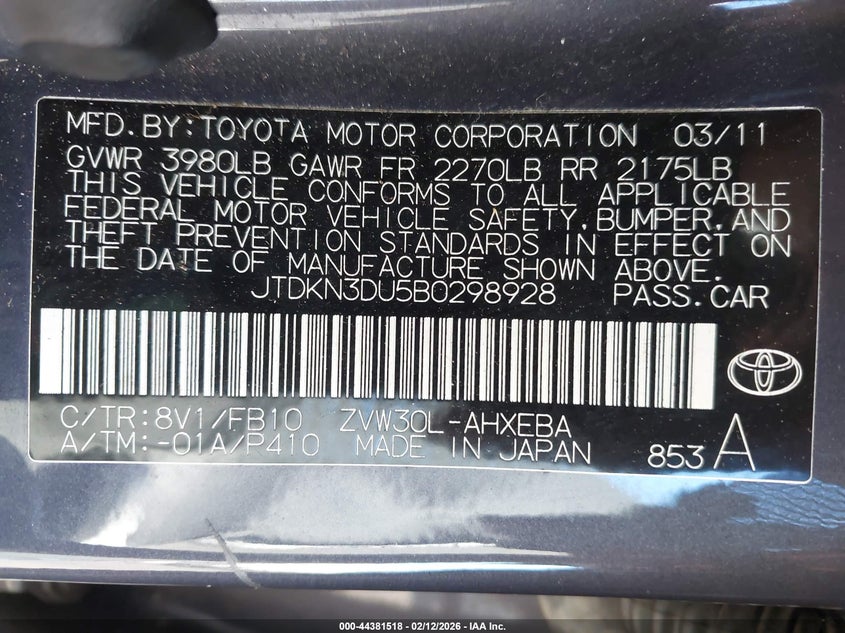 MFD.BY:TOYOTA MOTOR CORPORATION 03/11
GVWR 3980LB GAWR FR 2270LB RR 2175LB
THIS VEHICLE CONFORMS TO ALL APPLICABLE
FEDERAL MOTOR VEHICLE SAFETY,BUMPER,AND
THEFT PREVENTION STANDARDS IN EFFECT ON
THE DATE OF MANUFACTURE SHOWN ABOVE.
JTDKN3DU5B0298928 PASS.CAR
C/TR:8V1/FB10 ZVW30L-AHXEBA
A/TM:-01A/P410 MADE IN JAPAN 853 A
000-44381518 - 02/12/2026 - IAA Inc.